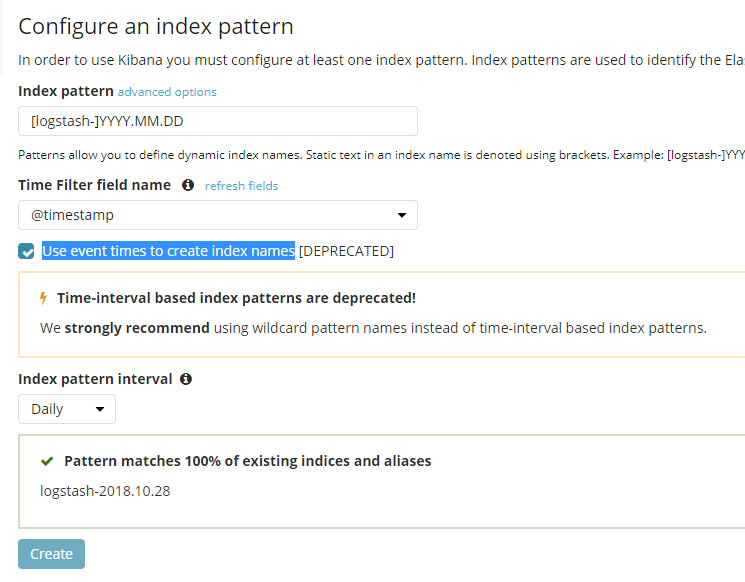 Configure an index pattern
In order to use Kibana you must configure at least one index pattern. Index patterns are used to identify the Ela
Index pattern advanced options
[logstash-]YYYY.MM.DD
Patterns allow you to define dynamic index names. Static text in an index name is denoted using brackets. Example: [logstash-]YYY
Time Filter field name refresh fields
@timestamp
Use event times to create index names [DEPRECATED]
Time-interval based index patterns are deprecated!
We strongly recommend using wildcard pattern names instead of time-interval based index patterns.
Index pattern interval
Daily
Pattern matches 100% of existing indices and aliases
logstash-2018.10.28
Create